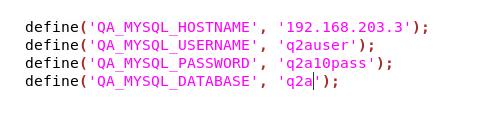 define('QA_MYSQL_HOSTNAME', '192.168.203.3');
define('QA_MYSQL_USERNAME', 'q2auser');
define('QA_MYSQL_PASSWORD', 'q2a10pass');
define('QA_MYSQL_DATABASE', 'q2a');